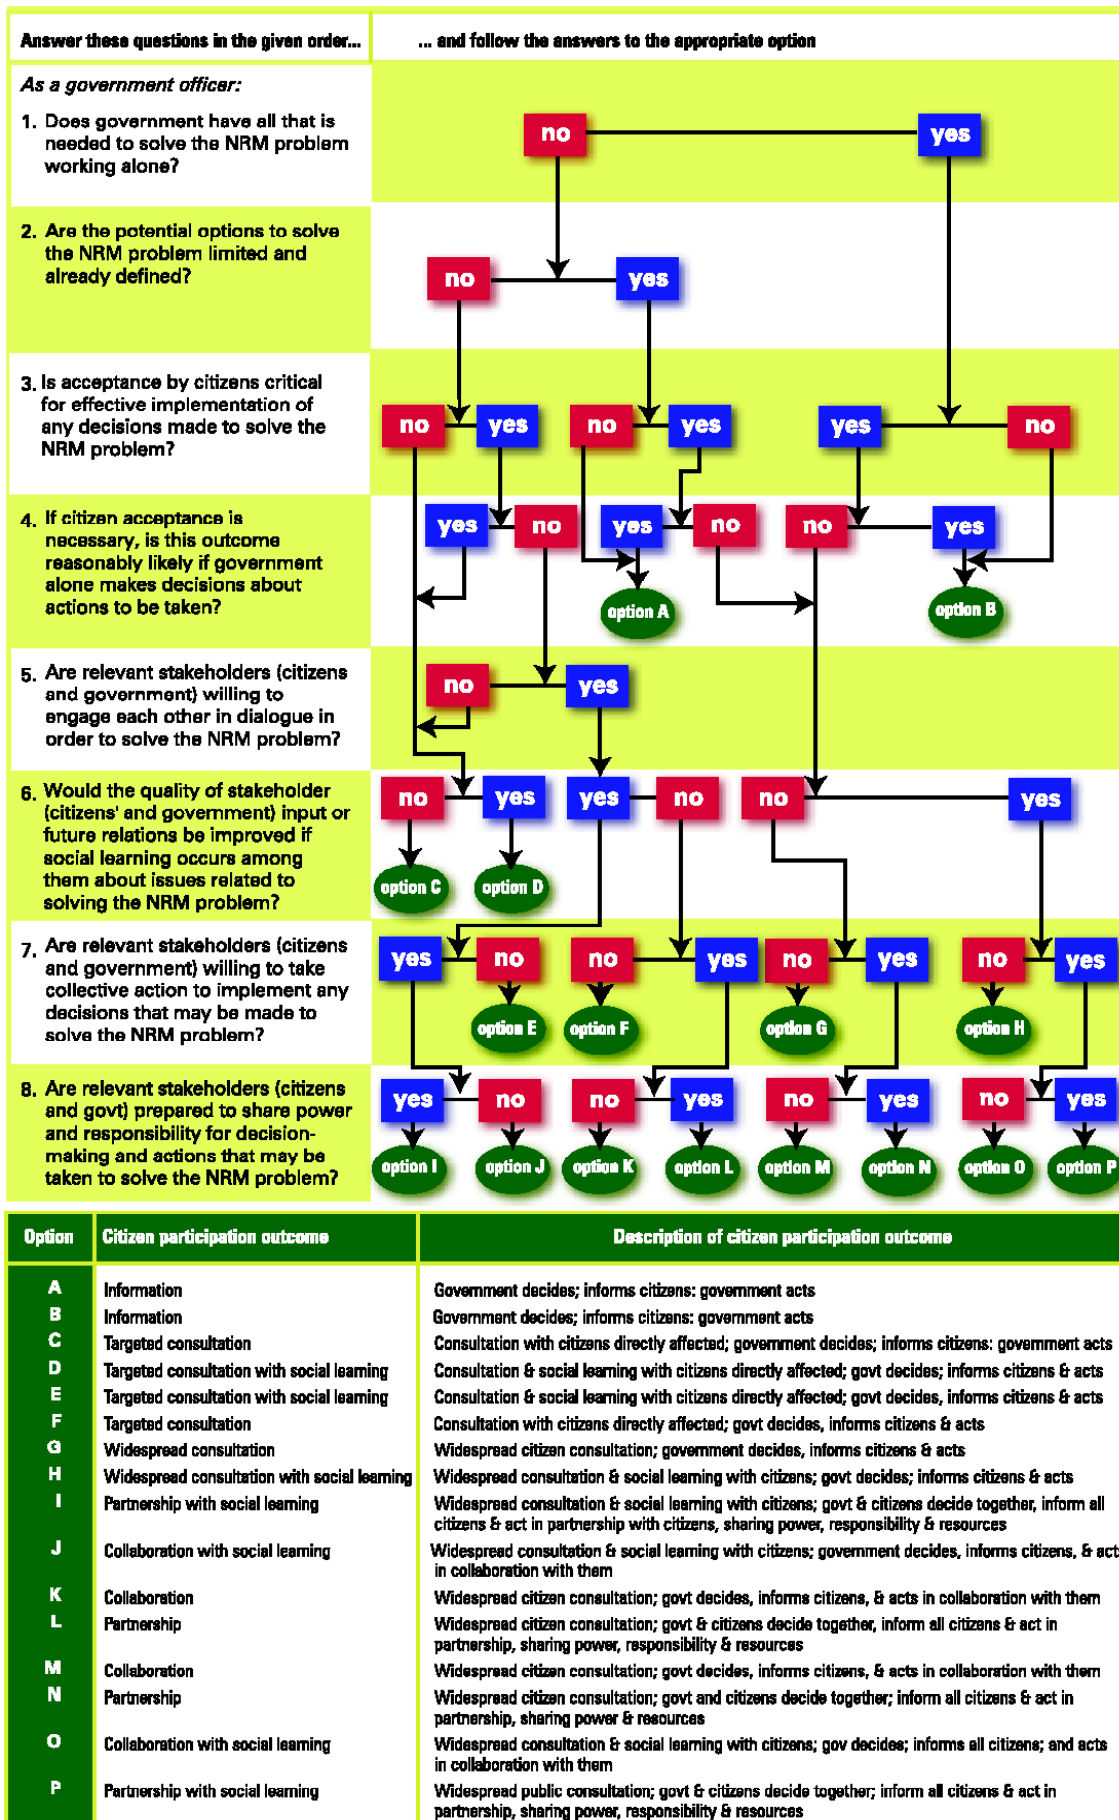 Answer these questions in the given order...
... and follow the answers to the appropriate option
As a government officer:
1. Does government have all that is
needed to solve the NRM problem
working alone?
no
yes
2. Are the potential options to solve
the NRM problem limited and
already defined?
no
yes
3. Is acceptance by citizens critical
for effective implementation of
any decisions made to solve the
NRM problem?
no
yes
no
yes
yes
no
4. If citizen acceptance is
necessary, is this outcome
reasonably likely if government
alone makes decisions about
actions to be taken?
yes
no
yes
no
no
yes
option A
option B
5. Are relevant stakeholders (citizens
and government) willing to
engage each other in dialogue in
order to solve the NRM problem?
no
yes
6. Would the quality of stakeholder
(citizens' and government) input or
future relations be improved if
social learning occurs among
them about issues related to
solving the NRM problem?
no
yes
yes
no
no
yes
option C
option D
7. Are relevant stakeholders (citizens
and government) willing to take
collective action to implement any
decisions that may be made to
solve the NRM problem?
yes
no
no
yes
no
yes
no
yes
option E
option F
option G
option H
8. Are relevant stakeholders (citizens
and govt) prepared to share power
and responsibility for decision-
making and actions that may be
taken to solve the NRM problem?
yes
no
no
yes
no
yes
no
yes
option I
option J
option K
option L
option M
option N
option O
option P
Option Citizen participation outcome Description of citizen participation outcome
A Information Government decides; informs citizens: government acts
B Information Government decides; informs citizens: government acts
C Targeted consultation Consultation with citizens directly affected; government decides; informs citizens: government acts
D Targeted consultation with social learning Consultation & social learning with citizens directly affected; govt decides; informs citizens & acts
E Targeted consultation with social learning Consultation & social learning with citizens directly affected; govt decides, informs citizens & acts
F Targeted consultation Consultation with citizens directly affected; govt decides, informs citizens & acts
G Widespread consultation Widespread citizen consultation; government decides, informs citizens & acts
H Widespread consultation with social learning Widespread consultation & social learning with citizens; govt decides; informs citizens & acts
I Partnership with social learning Widespread consultation & social learning with citizens; govt & citizens decide together, inform all
citizens & act in partnership with citizens, sharing power, responsibility & resources
J Collaboration with social learning Widespread consultation & social learning with citizens; government decides, informs citizens, & acts
in collaboration with them
K Collaboration Widespread citizen consultation; govt decides, informs citizens, & acts in collaboration with them
L Partnership Widespread citizen consultation; govt & citizens decide together, inform all citizens & act in
partnership, sharing power, responsibility & resources
M Collaboration Widespread citizen consultation; govt decides, informs citizens, & acts in collaboration with them
N Partnership Widespread citizen consultation; govt and citizens decide together; inform all citizens & act in
partnership, sharing power & resources
O Collaboration with social learning Widespread consultation & social learning with citizens; gov decides; informs all citizens; and acts
in collaboration with them
P Partnership with social learning Widespread public consultation; govt & citizens decide together; inform all citizens & act in
partnership, sharing power, responsibility & resources